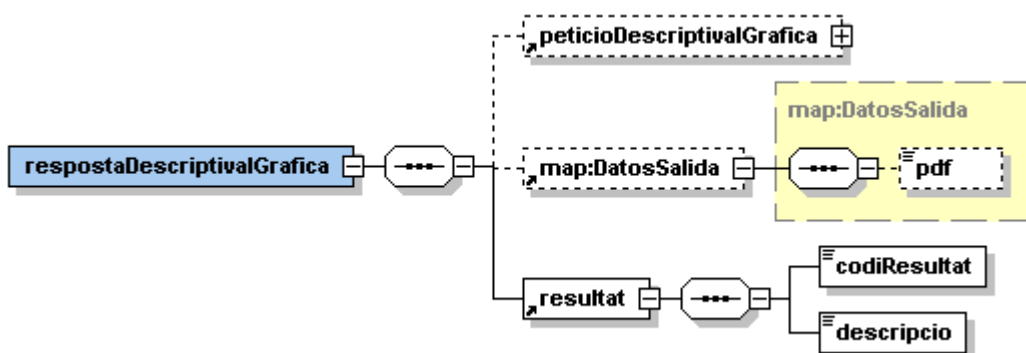 peticioDescriptivaIGrafica
map:DatosSalida
respostaDescriptivaIGrafica
map:DatosSalida
pdf
codiResultat
resultat
descripcio